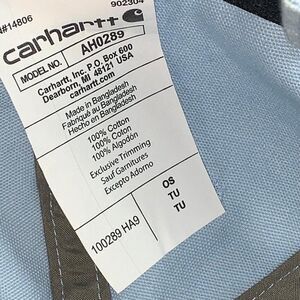 #14806
902304
carhartt
MODEL NO. AH0289
Carhartt, Inc. P.O. Box 600
Dearborn, MI 48121 USA
carhartt.com
Made in Bangladesh
Fabriqué au Bangladesh
Hecho en Bangladesh
100% Cotton
100% Coton
100% Algodón
Exclusive Trimming
Sauf Garnitures
Excepto Adorno
100289 HA9
OS
TU
TU